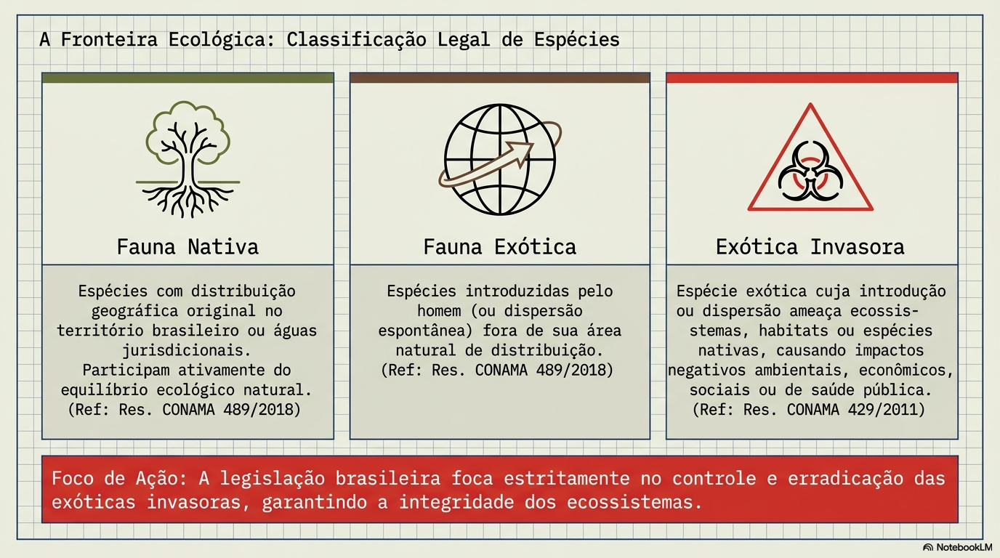 A Fronteira Ecológica: Classificação Legal de Espécies
Fauna Nativa
Espécies com distribuição
geográfica original no
território brasileiro ou águas
jurisdicionais.
Participam ativamente do
equilíbrio ecológico natural.
(Ref: Res. CONAMA 489/2018)
Fauna Exótica
Espécies introduzidas pelo
homem (ou dispersão
espontânea) fora de sua área
natural de distribuição.
(Ref: Res. CONAMA 489/2018)
Exótica Invasora
Espécie exótica cuja introdução
ou dispersão ameaça ecossis-
stemas, habitats ou espécies
nativas, causando impactos
negativos ambientais, econômicos,
sociais ou de saúde pública.
(Ref: Res. CONAMA 429/2011)
Foco de Ação: A legislação brasileira foca estritamente no controle e erradicação das
exóticas invasoras, garantindo a integridade dos ecossistemas.
NotebookLM